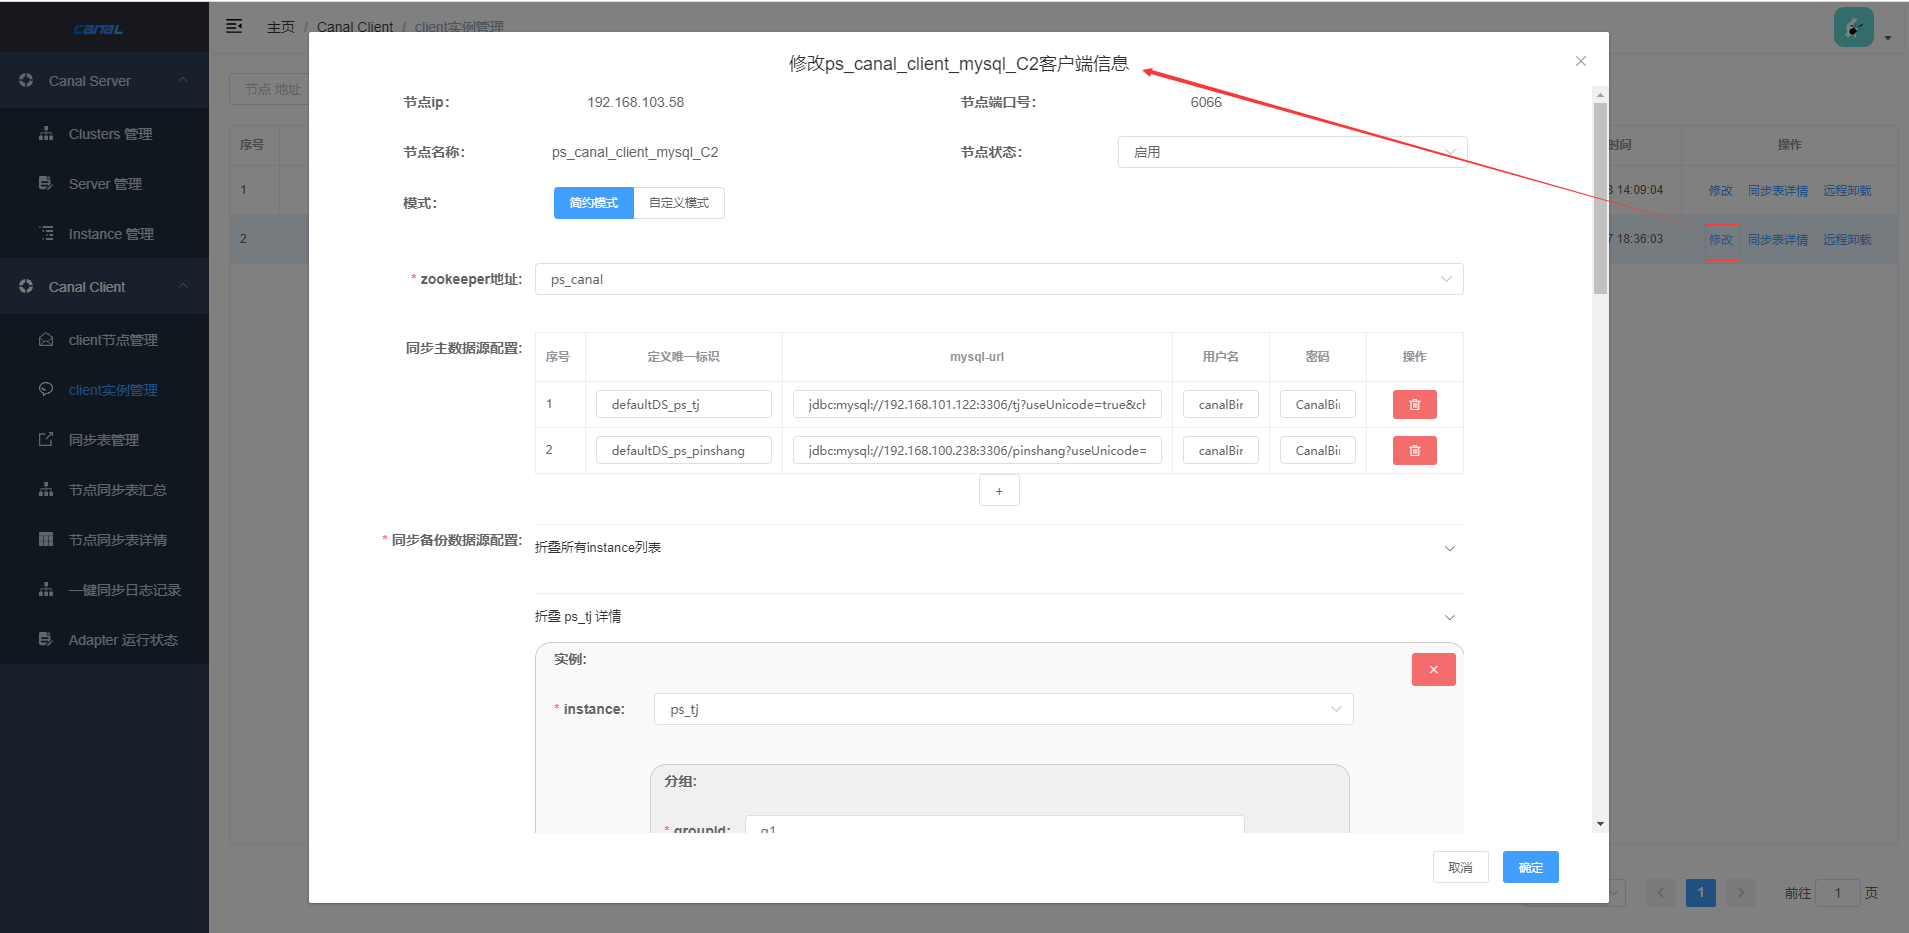 CANAL
主页 / Canal Client / client实例管理
Canal Server
Clusters 管理
Server 管理
Instance 管理
Canal Client
client节点管理
client实例管理
同步表管理
节点同步表汇总
节点同步表详情
一键同步日志记录
Adapter 运行状态
节点 地址
序号
1
2
时间 操作
14:09:04 修改 同步表详情 远程卸载
18:36:03 修改 同步表详情 远程卸载
修改ps_canal_client_mysql_C2客户端信息
节点ip: 192.168.103.58 节点端口号: 6066
节点名称: ps_canal_client_mysql_C2 节点状态: 启用
模式: 简约模式 自定义模式
* zookeeper地址: ps_canal
同步主数据源配置:
序号 定义唯一标识 mysql-url 用户名 密码 操作
1 defaultDS_ps_tj jdbc:mysql://192.168.101.122:3306/tj?useUnicode=true&ch canalBin CanalBin
2 defaultDS_ps_pinshang jdbc:mysql://192.168.100.238:3306/pinshang?useUnicode= canalBin CanalBin
+
* 同步备份数据源配置: 折叠所有instance列表
折叠 ps_tj 详情
实例:
* instance: ps_tj
分组:
* groupId: g1
取消 确定
1 前往 1 页